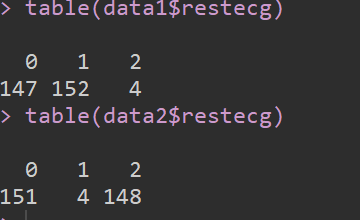 > table(data1$restecg)
0 1 2
147 152 4
> table(data2$restecg)
0 1 2
151 4 148
>